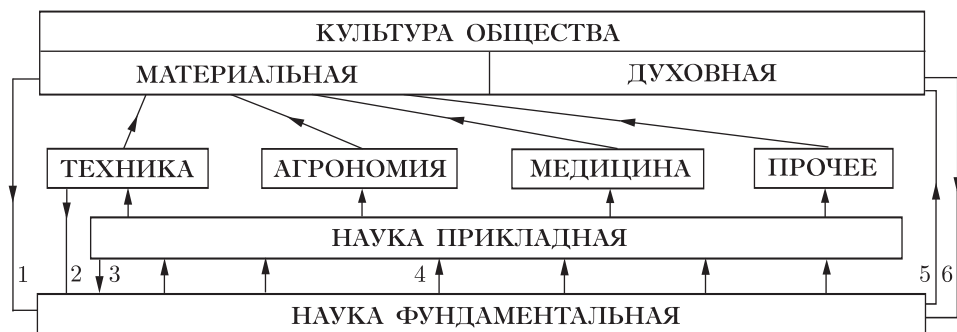 КУЛЬТУРА ОБЩЕСТВА
МАТЕРИАЛЬНАЯ ДУХОВНАЯ
ТЕХНИКА АГРОНОМИЯ МЕДИЦИНА ПРОЧЕЕ
НАУКА ПРИКЛАДНАЯ
1 2 3 4 5 6
НАУКА ФУНДАМЕНТАЛЬНАЯ